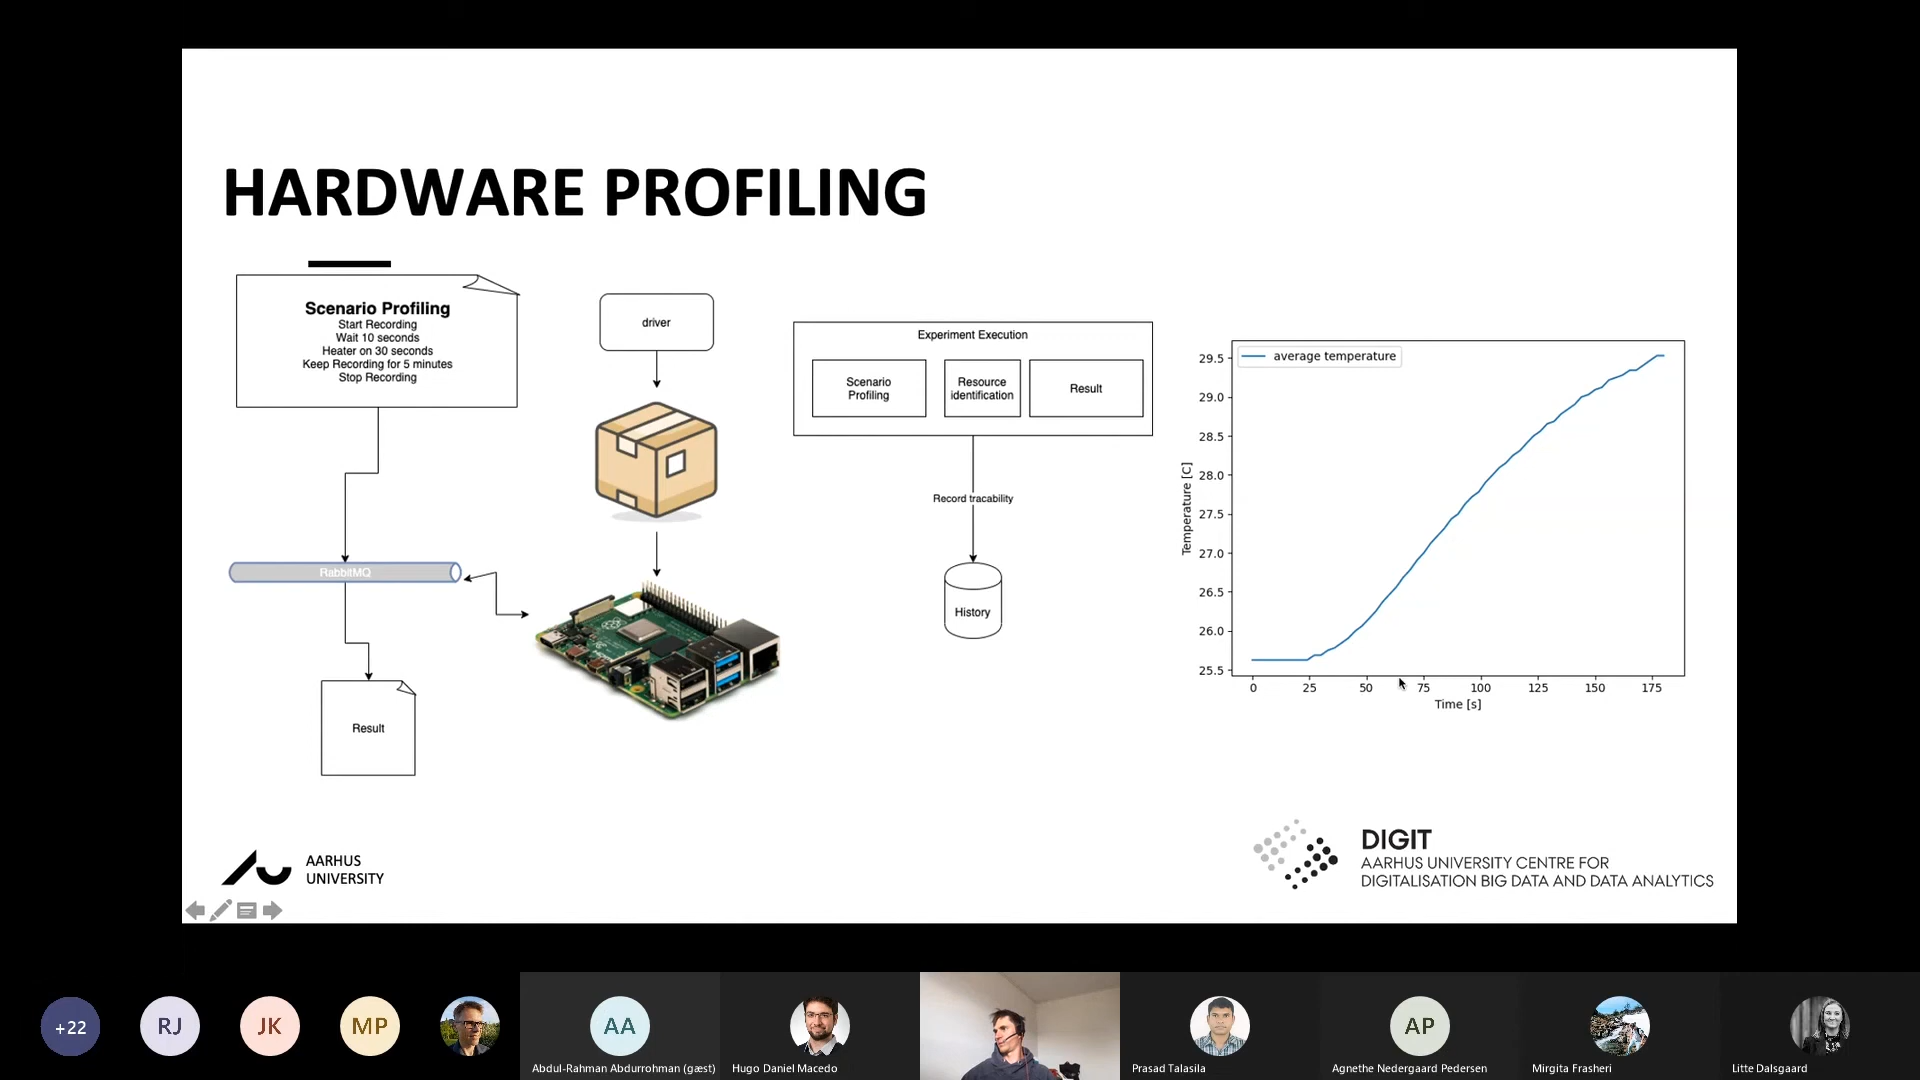 HARDWARE PROFILING
Scenario Profiling
Start Recording
Wait 10 seconds
Heater on 30 seconds
Keep Recording for 5 minutes
Stop Recording
RabbitMQ
Result
driver
Experiment Execution
Scenario
Profiling
Resource
identification
Result
Record tracability
History
average temperature
Temperature [C]
29.5
29.0
28.5
28.0
27.5
27.0
26.5
26.0
25.5
0 25 50 75 100 125 150 175
Time [s]
AARHUS
UNIVERSITY
DIGIT
AARHUS UNIVERSITY CENTRE FOR
DIGITALISATION BIG DATA AND DATA ANALYTICS
+22
RJ
JK
MP
AA
Abdul-Rahman Abdurrohman (gæst)
Hugo Daniel Macedo
Prasad Talasila
AP
Agnethe Nedergaard Pedersen
Mirgita Frasheri
Litte Dalsgaard